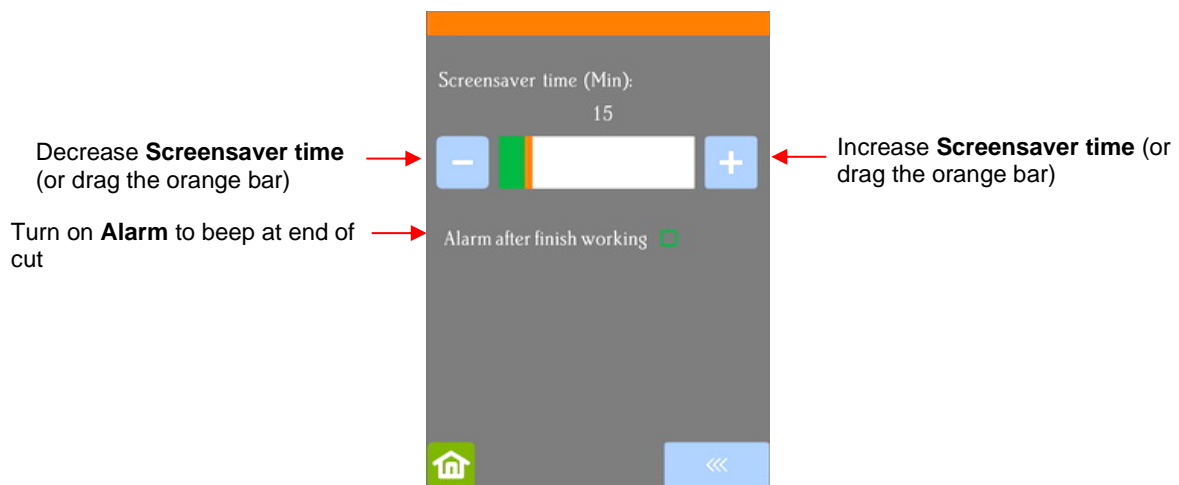 Screensaver time (Min):
15
Decrease Screensaver time
(or drag the orange bar)
Increase Screensaver time (or
drag the orange bar)
Turn on Alarm to beep at end of
cut
Alarm after finish working